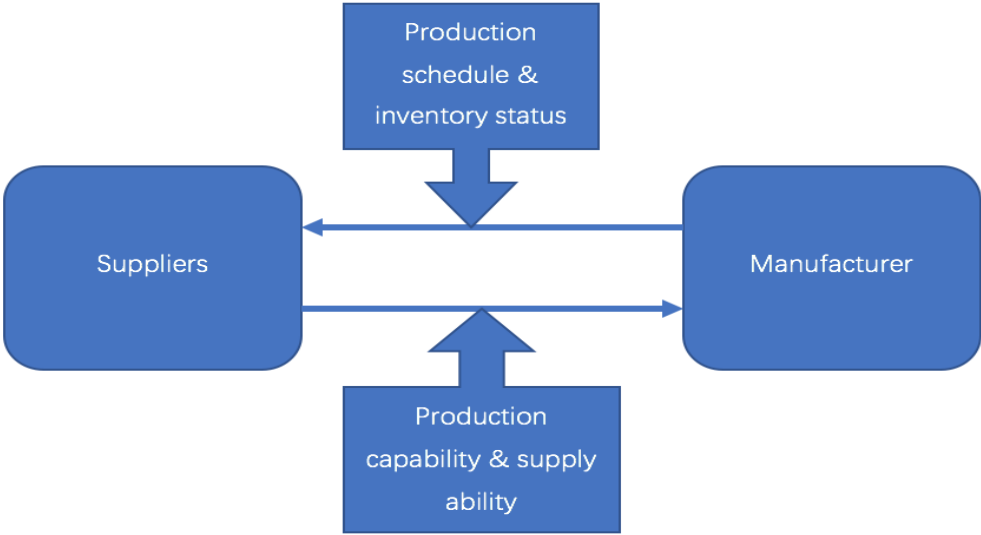 Production
schedule &
inventory status
Suppliers
Manufacturer
Production
capability & supply
ability